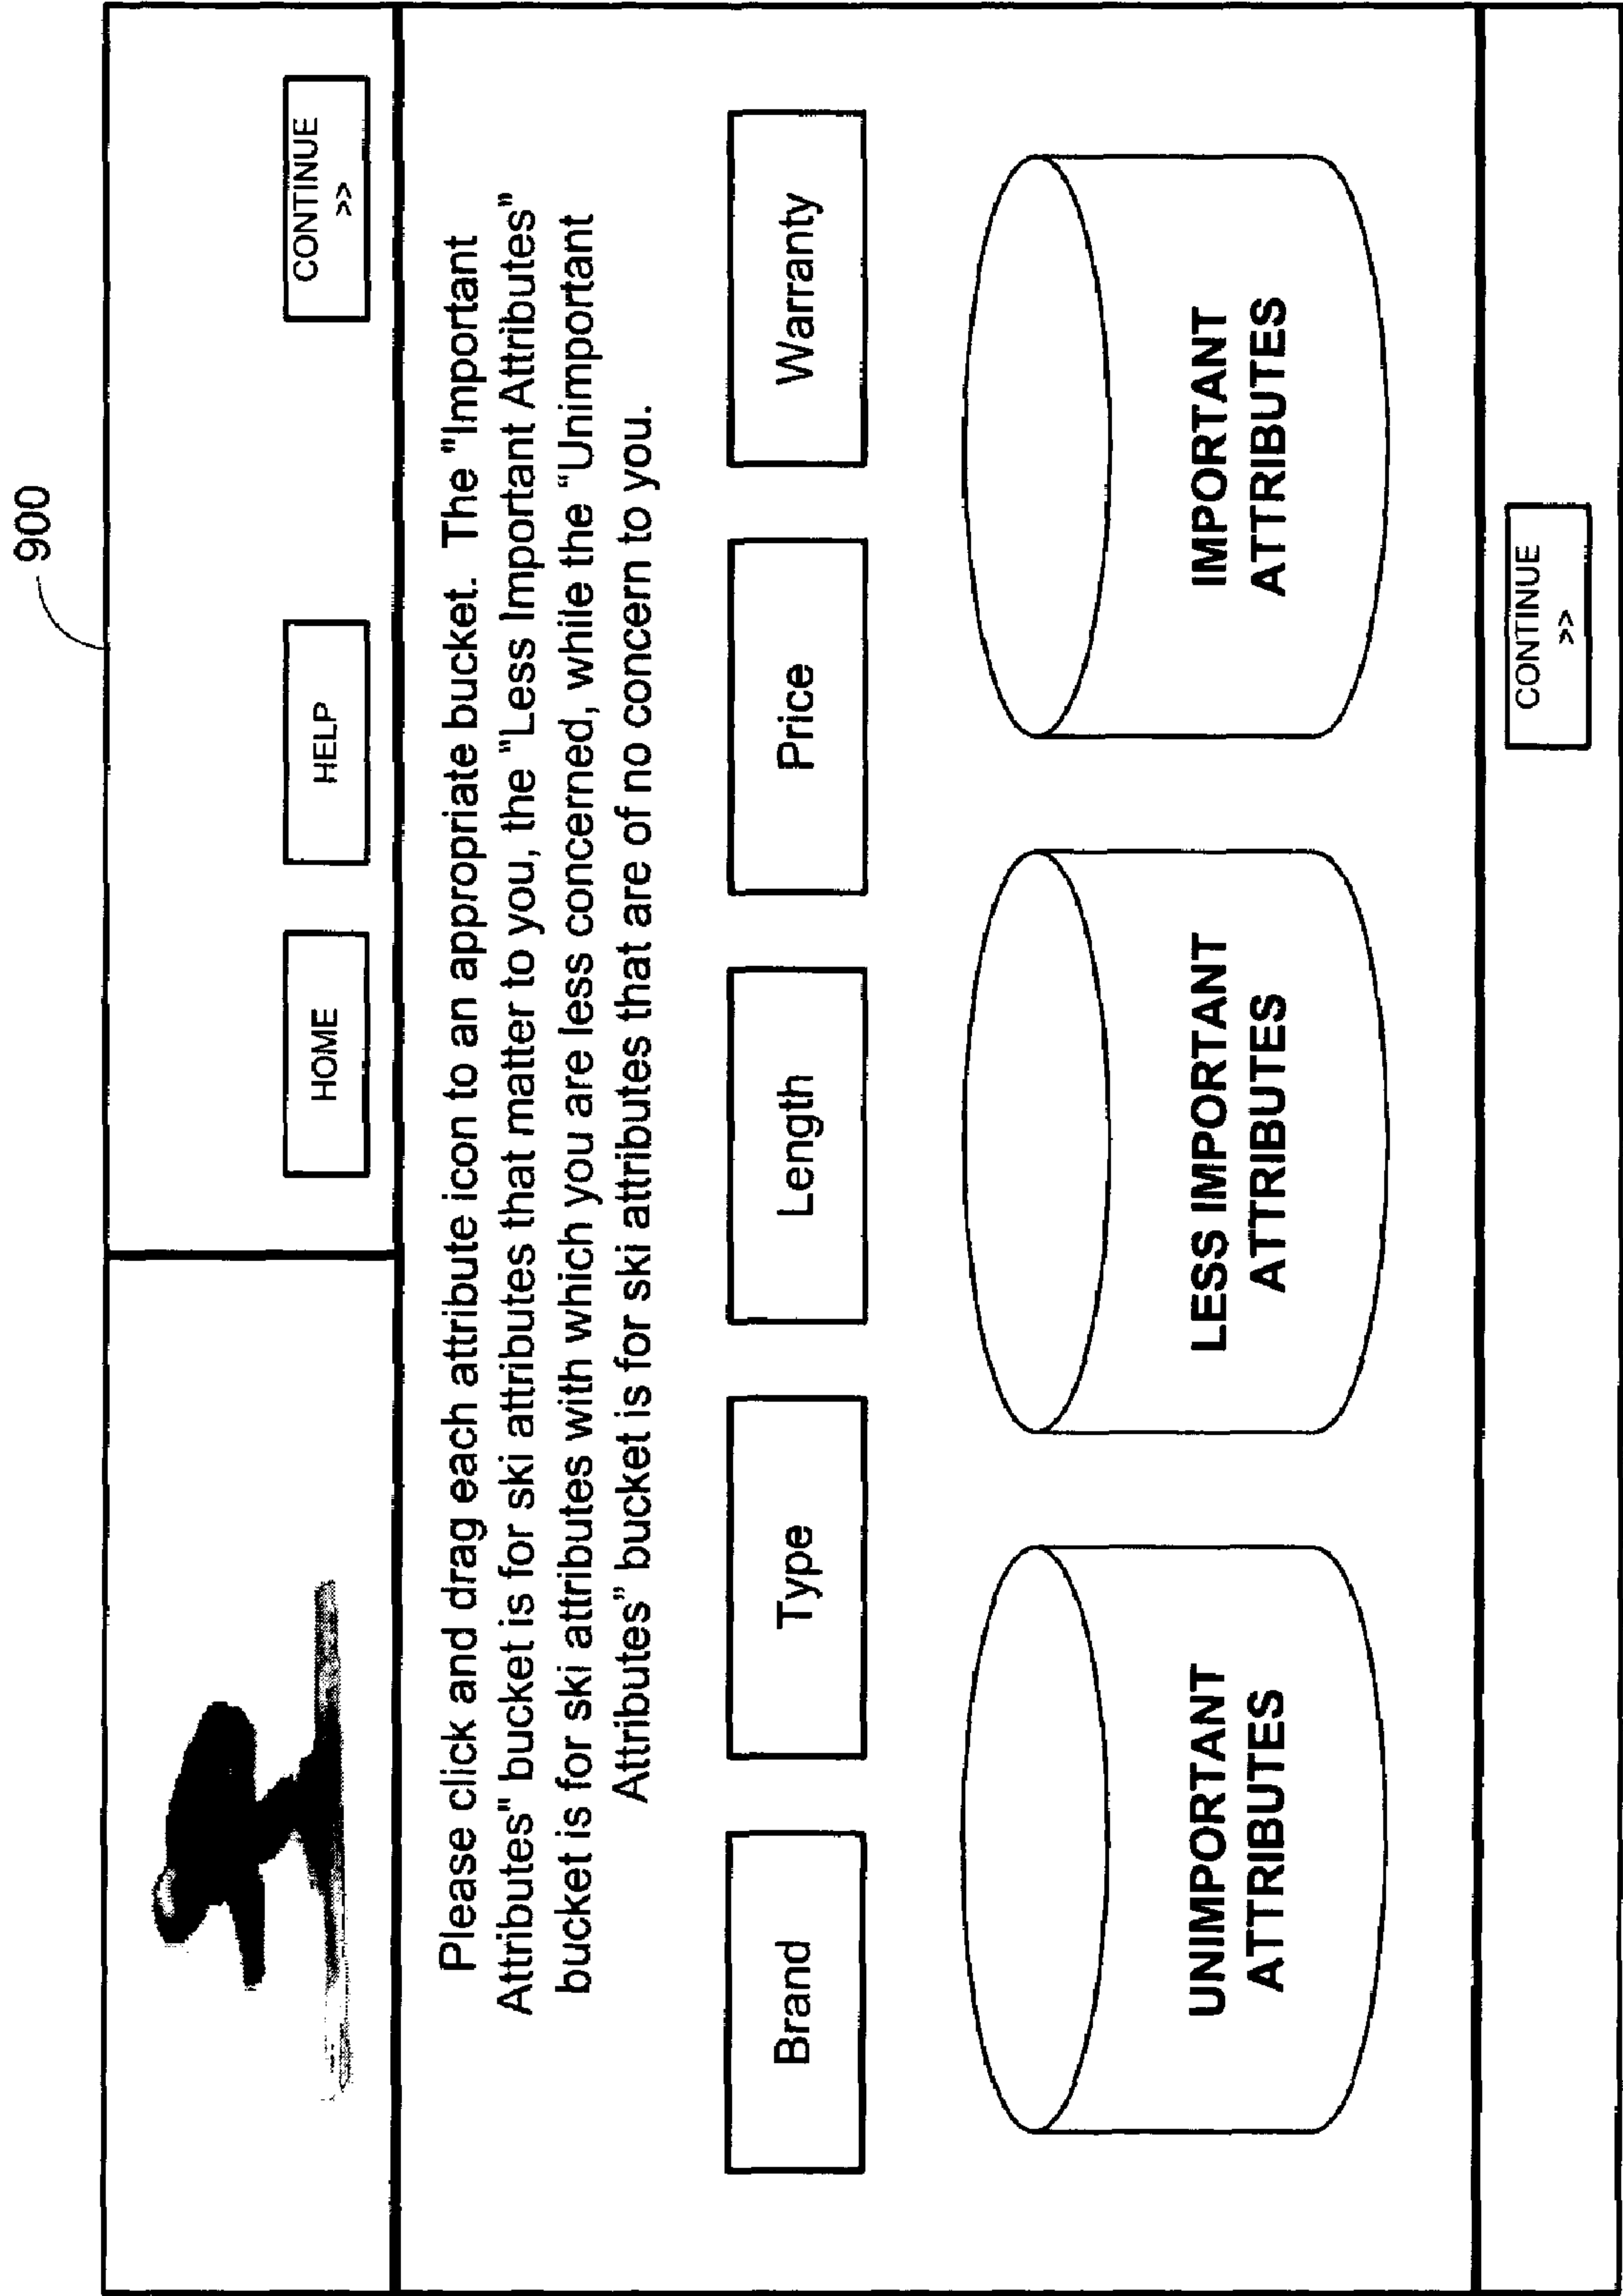 900
HOME
HELP
CONTINUE
>>
Please click and drag each attribute icon to an appropriate bucket. The "Important
Attributes" bucket is for ski attributes that matter to you, the "Less Important Attributes"
bucket is for ski attributes with which you are less concerned, while the "Unimportant
Attributes" bucket is for ski attributes that are of no concern to you.
Brand
Type
Length
Price
Warranty
UNIMPORTANT
ATTRIBUTES
LESS IMPORTANT
ATTRIBUTES
IMPORTANT
ATTRIBUTES
CONTINUE
>>